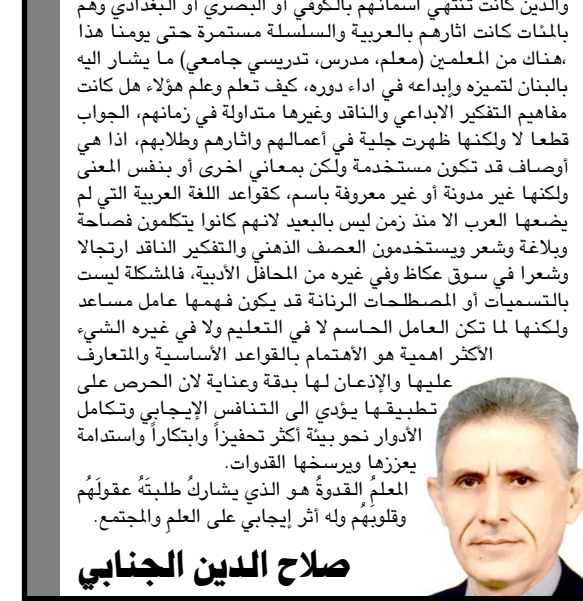 والذين كانت تنتهي اسمائهم بالكوفي او البصري او البغدادي وهم
بالمئات كانت اثارهم بالعربية والسلسلة مستمرة حتى يومنا هذا
،هناك من المعلمين (معلم، مدرس، تدريسي جامعي) ما يشار اليه
بالبنان لتميزه وإبداعه في اداء دوره، كيف تعلم وعلم هؤلاء هل كانت
مفاهيم التفكير الابداعي والناقد وغيرها متداولة في زمانهم، الجواب
قطعا لا ولكنها ظهرت جلية في أعمالهم واثارهم وطلابهم، اذا هي
أوصاف قد تكون مستخدمة ولكن بمعاني اخرى أو بنفس المعنى
ولكنها غير مدونة أو غير معروفة باسم، كقواعد اللغة العربية التي لم
يضعها العرب الا منذ زمن ليس بالبعيد لانهم كانوا يتكلمون فصاحة
وبلاغة وشعر ويستخدمون العصف الذهني والتفكير الناقد ارتجالا
وشعرا في سوق عكاظ وفي غيره من المحافل الأدبية، فالمشكلة ليست
بالتسميات أو المصطلحات الرنانة قد يكون فهمها عامل مساعد
ولكنها لما تكن العامل الحاسم لا في التعليم ولا في غيره الشيء
الأكثر اهمية هو الأهتمام بالقواعد الأساسية والمتعارف
عليها والإذعان لها بدقة وعناية لان الحرص على
تطبيقها يؤدي الى التنافس الإيجابي وتكامل
الأدوار نحو بيئة أكثر تحفيزاً وابتكاراً واستدامة
يعززها ويرسخها القدوات.
المعلمُ القدوةُ هو الذي يشاركُ طلبتَهُ عقولَهُم
وقلوبَهُم وله أثر إيجابي على العلمِ والمجتمع.
صلاح الدين الجنابي